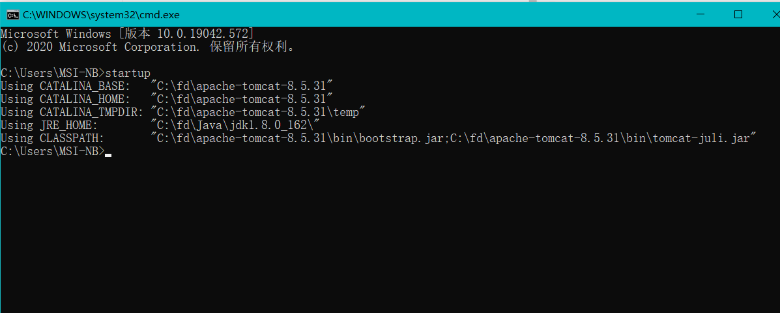 C:\WINDOWS\system32\cmd.exe
Microsoft Windows [版本 10.0.19042.572]
(c) 2020 Microsoft Corporation. 保留所有权利。
C:\Users\MSI-NB>startup
Using CATALINA_BASE:   "C:\fd\apache-tomcat-8.5.31"
Using CATALINA_HOME:   "C:\fd\apache-tomcat-8.5.31"
Using CATALINA_TMPDIR: "C:\fd\apache-tomcat-8.5.31\temp"
Using JRE_HOME:        "C:\fd\Java\jdk1.8.0_162\"
Using CLASSPATH:       "C:\fd\apache-tomcat-8.5.31\bin\bootstrap.jar;C:\fd\apache-tomcat-8.5.31\bin\tomcat-juli.jar"
C:\Users\MSI-NB>